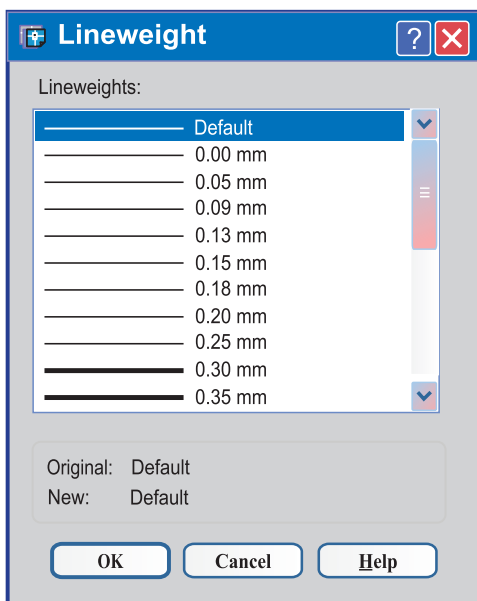 Lineweight ?
Lineweights:
Default
0.00 mm
0.05 mm
0.09 mm
0.13 mm
0.15 mm
0.18 mm
0.20 mm
0.25 mm
0.30 mm
0.35 mm
Original: Default
New: Default
OK Cancel Help